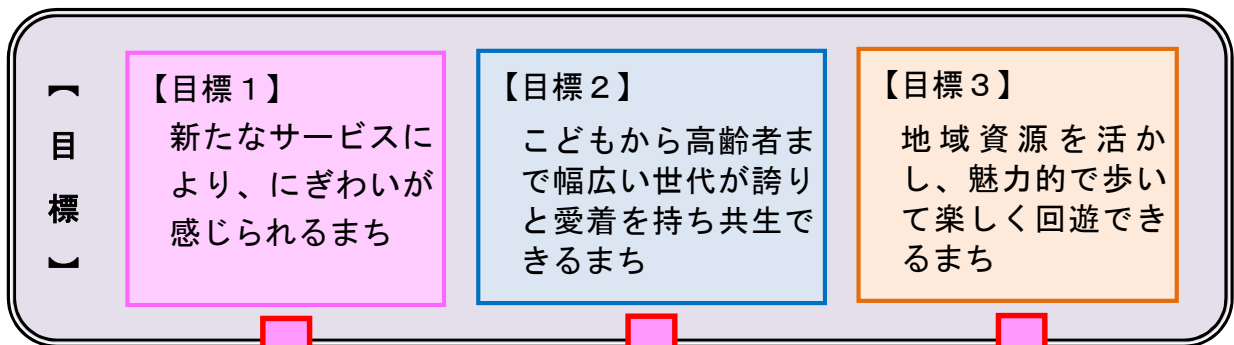 【目標】
【目標１】
新たなサービスに
より、にぎわいが
感じられるまち
【目標２】
こどもから高齢者ま
で幅広い世代が誇り
と愛着を持ち共生で
きるまち
【目標３】
地域資源を活か
し、魅力的で歩い
て楽しく回遊でき
るまち